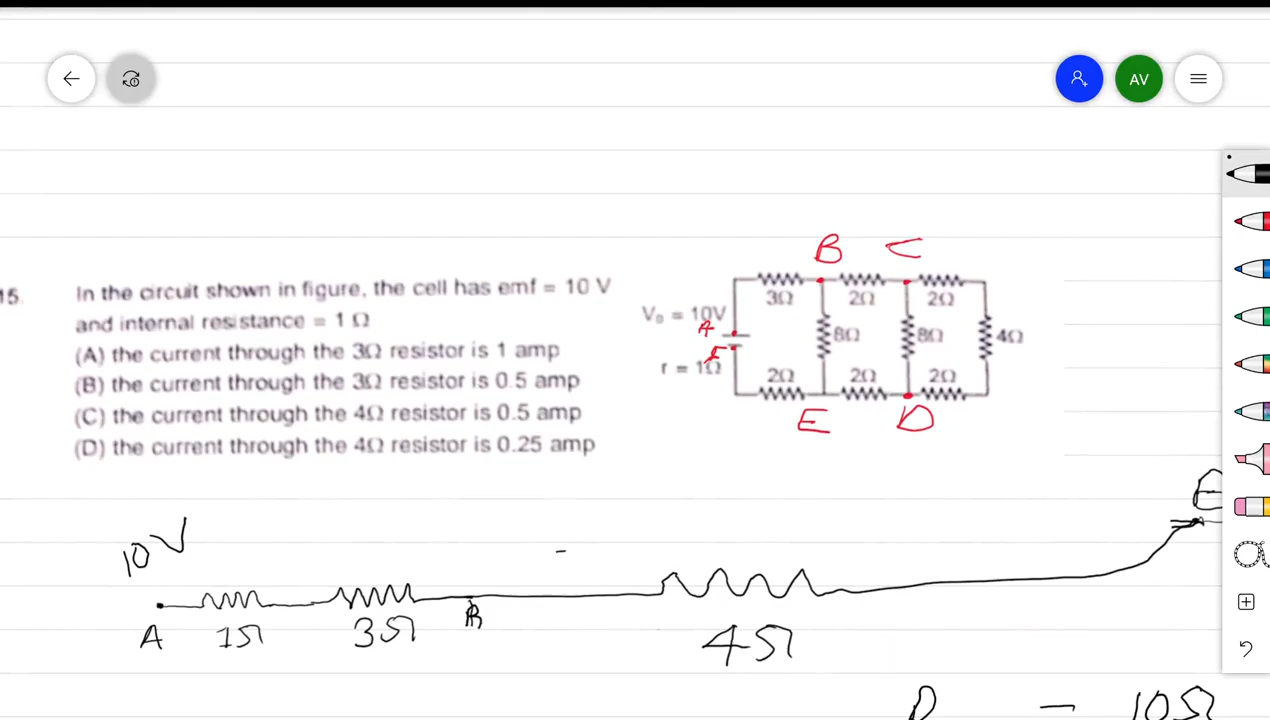 AV
B C
15. In the circuit shown in figure, the cell has emf = 10 V
and internal resistance = 1 Ω
(A) the current through the 3Ω resistor is 1 amp
(B) the current through the 3Ω resistor is 0.5 amp
(C) the current through the 4Ω resistor is 0.5 amp
(D) the current through the 4Ω resistor is 0.25 amp
3Ω 2Ω 2Ω
V₀ = 10V
A
8Ω 8Ω 4Ω
r = 1Ω
2Ω 2Ω 2Ω
E D
10V
A 1Ω 3Ω B 4Ω
E
= 10Ω